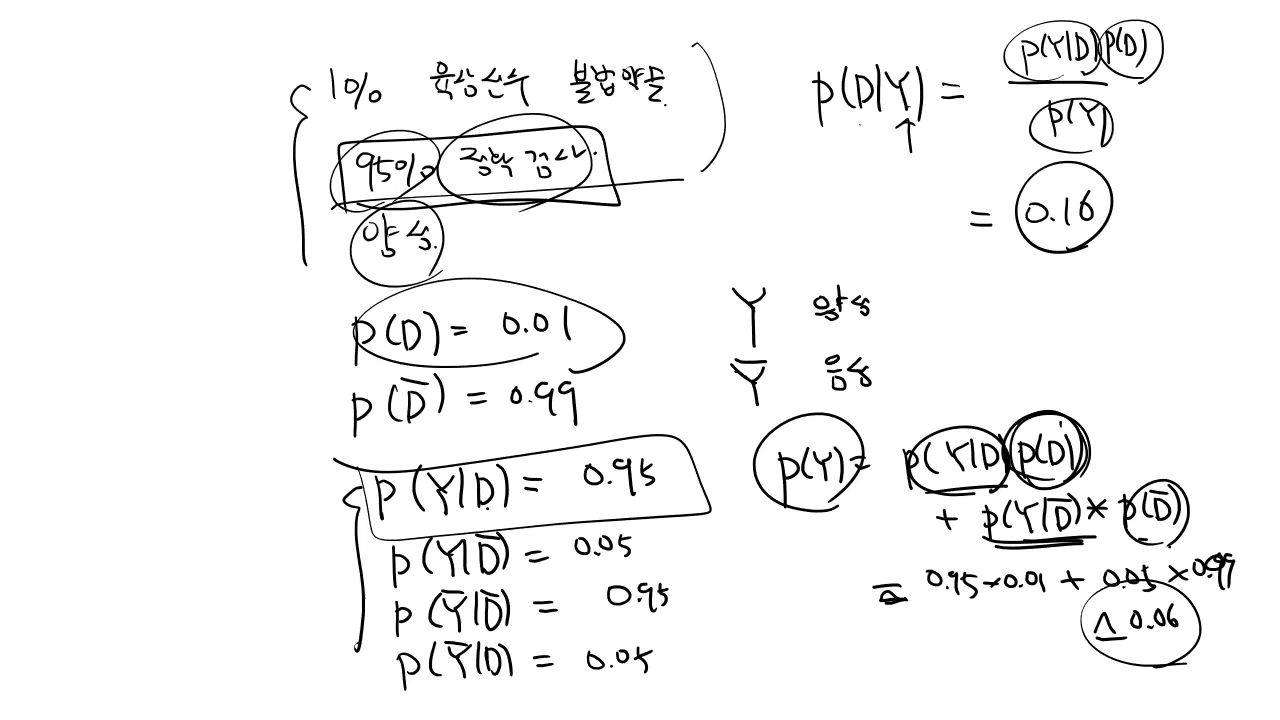 1% 육상선수 불법약물.
95% 정확 검사.
양성.
p(D) = 0.01
p(D̅) = 0.99
p(Y|D) = 0.95
p(Y|D̅) = 0.05
p(Y̅|D̅) = 0.95
p(Y̅|D) = 0.05
p(D|Y) = p(Y|D) p(D) / p(Y)
↑
= 0.16
Y 양성
Y̅ 음성
p(Y) = p(Y|D) p(D)
+ p(Y|D̅) * p(D̅)
= 0.95 × 0.01 + 0.05 × 0.99
0.06